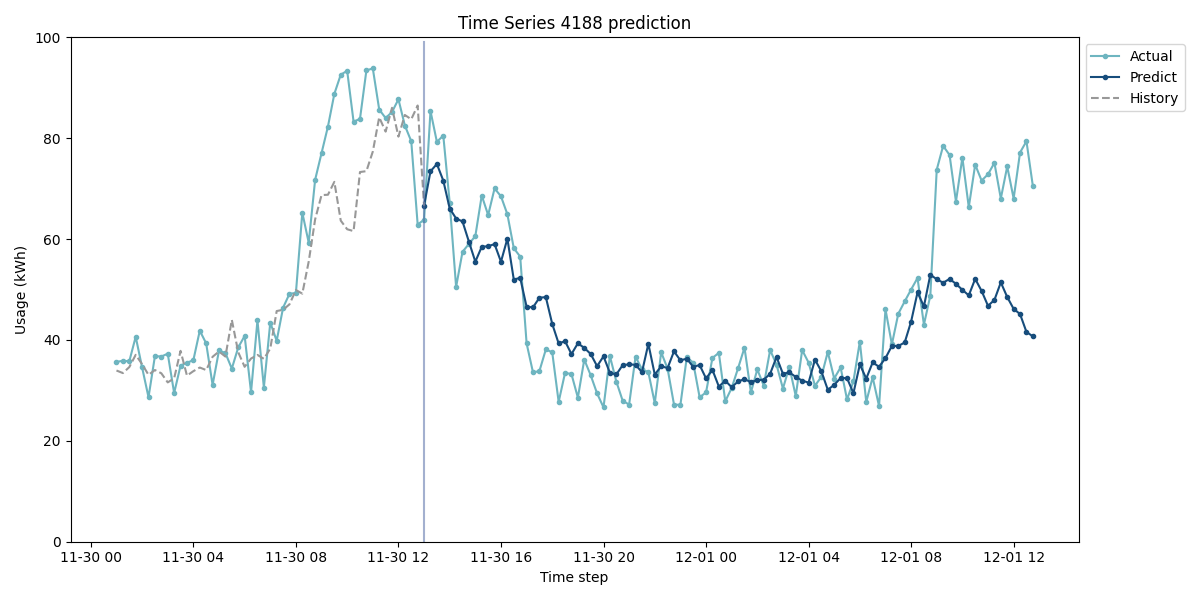 Time Series 4188 prediction
Usage (kWh)
100
80
60
40
20
0
11-30 00
11-30 04
11-30 08
11-30 13
11-30 16
11-30 20
12-01 00
12-01 04
12-01 08
12-01 12
Time step
Actual
Predict
History